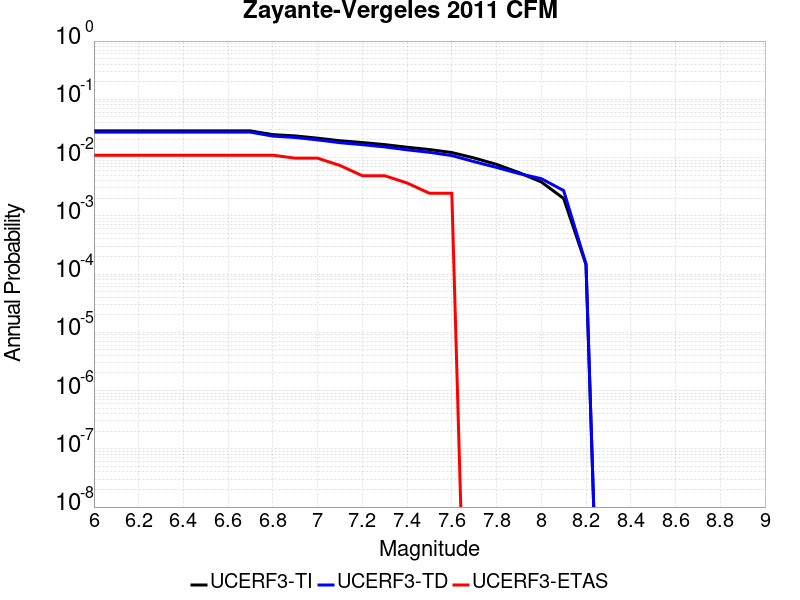 Zayante-Vergeles 2011 CFM
10^0
10^-1
10^-2
10^-3
10^-4
10^-5
10^-6
10^-7
10^-8
Annual Probability
6 6.2 6.4 6.6 6.8 7 7.2 7.4 7.6 7.8 8 8.2 8.4 8.6 8.8 9
Magnitude
UCERF3-TI UCERF3-TD UCERF3-ETAS